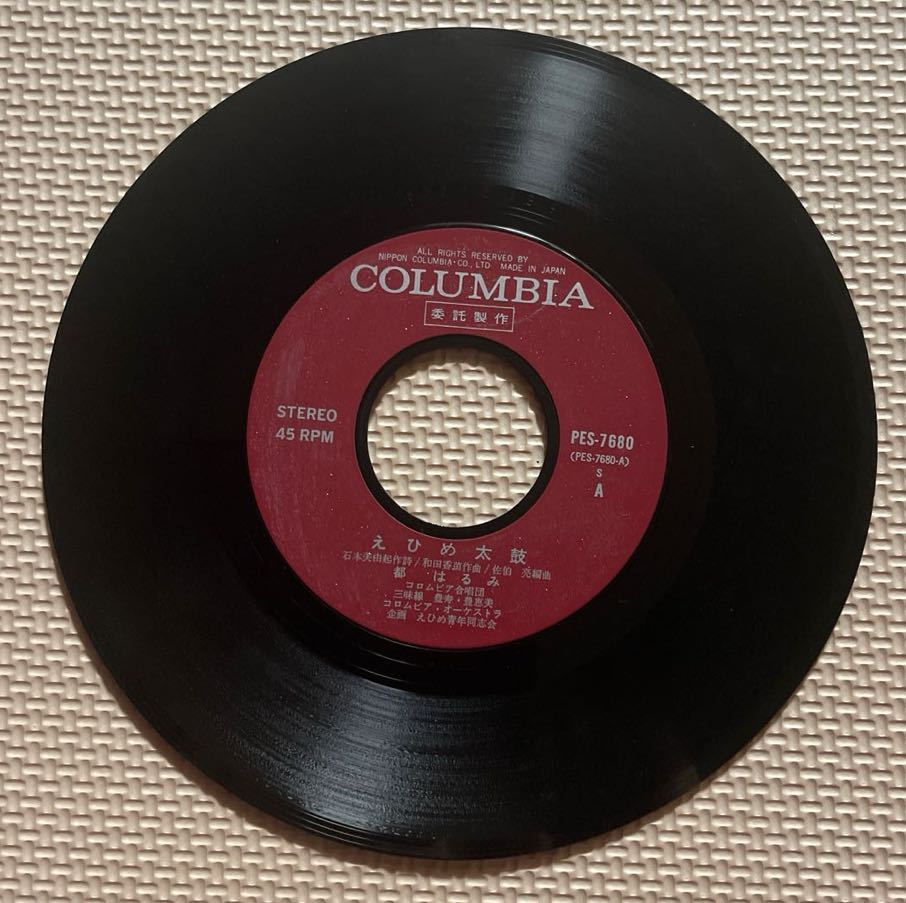 ALL RIGHTS RESERVED BY
NIPPON COLUMBIA・CO., LTD. MADE IN JAPAN
COLUMBIA
委託製作
STEREO
45 RPM
PES-7680
(PES-7680-A)
S
A
えひめ太鼓
石本美由起作詩/和田香苗作曲/佐伯 亮編曲
都 はるみ
コロムビア合唱団
三味線 豊寿・豊恵美
コロムビア・オーケストラ
企画 えひめ青年同志会